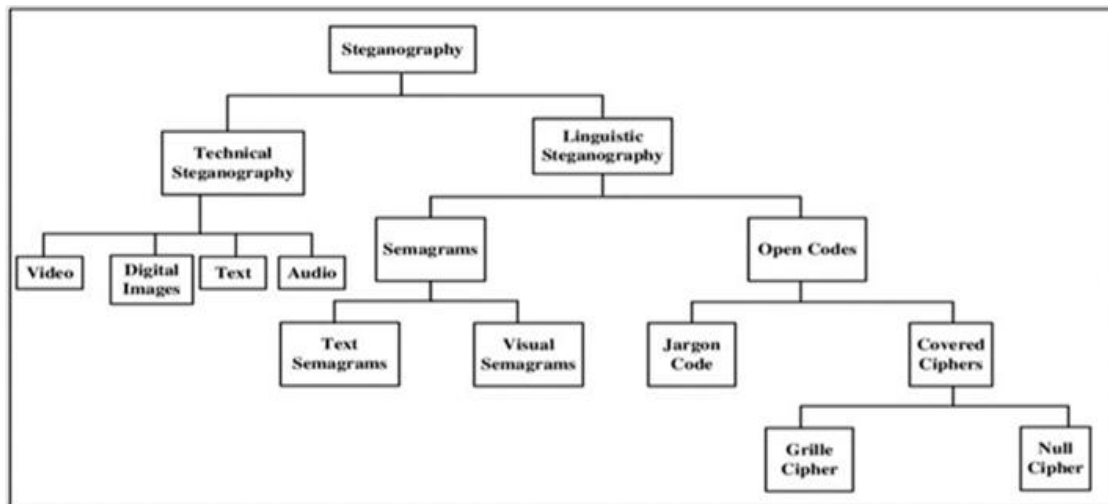 Steganography
Technical
Steganography
Linguistic
Steganography
Video
Digital
Images
Text
Audio
Semagrams
Open Codes
Text
Semagrams
Visual
Semagrams
Jargon
Code
Covered
Ciphers
Grille
Cipher
Null
Cipher